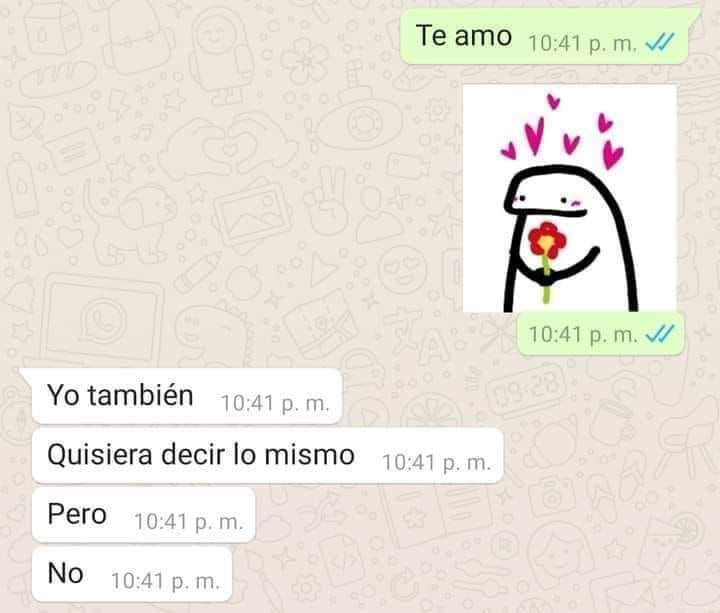 Te amo 10:41 p. m.
10:41 p. m.
Yo también 10:41 p. m.
Quisiera decir lo mismo 10:41 p. m.
Pero 10:41 p. m.
No 10:41 p. m.